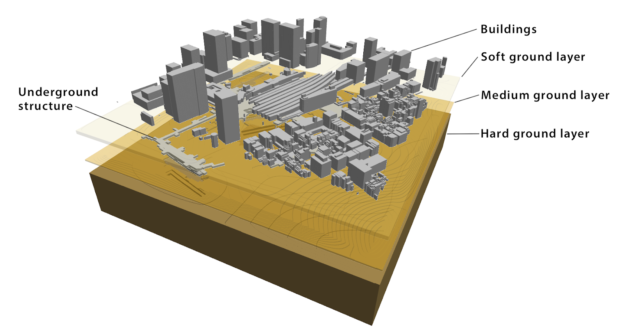 Buildings
Soft ground layer
Underground
structure
Medium ground layer
Hard ground layer